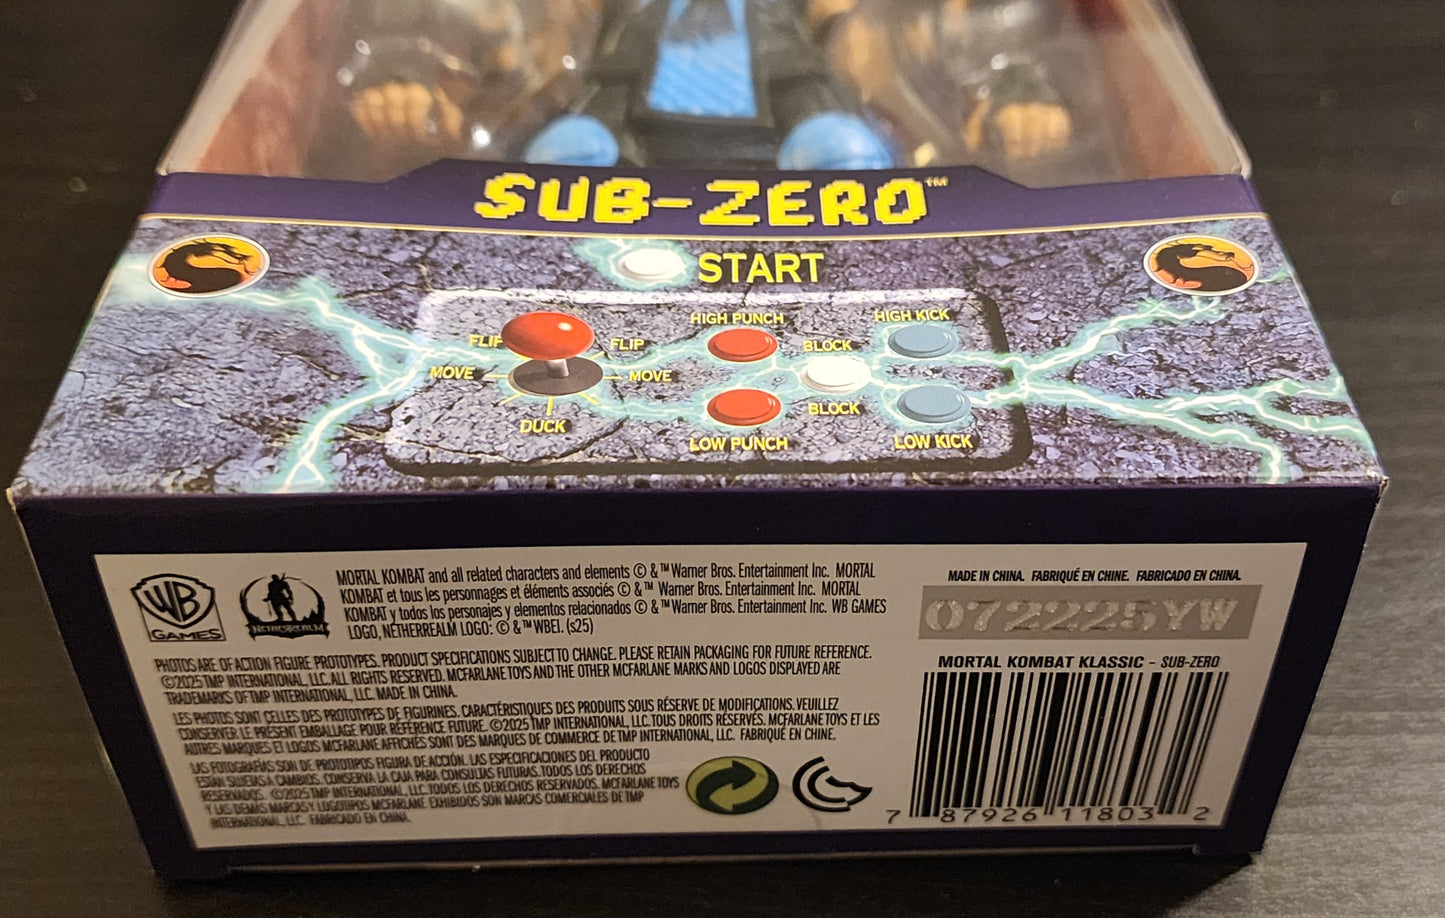 SUB-ZERO™
START
HIGH PUNCH
HIGH KICK
FLIP
FLIP
BLOCK
MOVE
MOVE
BLOCK
DUCK
LOW PUNCH
LOW KICK
WB
GAMES
NETHERREALM
MORTAL KOMBAT and all related characters and elements © & ™ Warner Bros. Entertainment Inc. MORTAL
KOMBAT et tous les personnages et éléments associés © & ™ Warner Bros. Entertainment Inc. MORTAL
KOMBAT y todos los personajes y elementos relacionados © & ™ Warner Bros. Entertainment Inc. WB GAMES
LOGO, NETHERREALM LOGO: © & ™ WBEI. (s25)
PHOTOS ARE OF ACTION FIGURE PROTOTYPES. PRODUCT SPECIFICATIONS SUBJECT TO CHANGE. PLEASE RETAIN PACKAGING FOR FUTURE REFERENCE.
©2025 TMP INTERNATIONAL, LLC. ALL RIGHTS RESERVED. MCFARLANE TOYS AND THE OTHER MCFARLANE MARKS AND LOGOS DISPLAYED ARE
TRADEMARKS OF TMP INTERNATIONAL, LLC. MADE IN CHINA.
LES PHOTOS SONT CELLES DES PROTOTYPES DE FIGURINES. CARACTÉRISTIQUES DES PRODUITS SOUS RÉSERVE DE MODIFICATIONS. VEUILLEZ
CONSERVER LE PRÉSENT EMBALLAGE POUR RÉFÉRENCE FUTURE. ©2025 TMP INTERNATIONAL, LLC. TOUS DROITS RÉSERVÉS. MCFARLANE TOYS ET LES
AUTRES MARQUES ET LOGOS MCFARLANE AFFICHÉS SONT DES MARQUES DE COMMERCE DE TMP INTERNATIONAL, LLC. FABRIQUÉ EN CHINE.
LAS FOTOGRAFÍAS SON DE PROTOTIPOS FIGURA DE ACCIÓN. LAS ESPECIFICACIONES DEL PRODUCTO
ESTÁN SUJETAS A CAMBIOS. CONSERVA LA CAJA PARA CONSULTAS FUTURAS. TODOS LOS DERECHOS
RESERVADOS. ©2025 TMP INTERNATIONAL, LLC. TODOS LOS DERECHOS RESERVADOS. MCFARLANE TOYS
Y LAS DEMÁS MARCAS Y LOGOTIPOS MCFARLANE EXHIBIDOS SON MARCAS COMERCIALES DE TMP
INTERNATIONAL, LLC. FABRICADO EN CHINA.
MADE IN CHINA. FABRIQUÉ EN CHINE. FABRICADO EN CHINA.
072225YW
MORTAL KOMBAT KLASSIC - SUB-ZERO
7 87926 11803 2